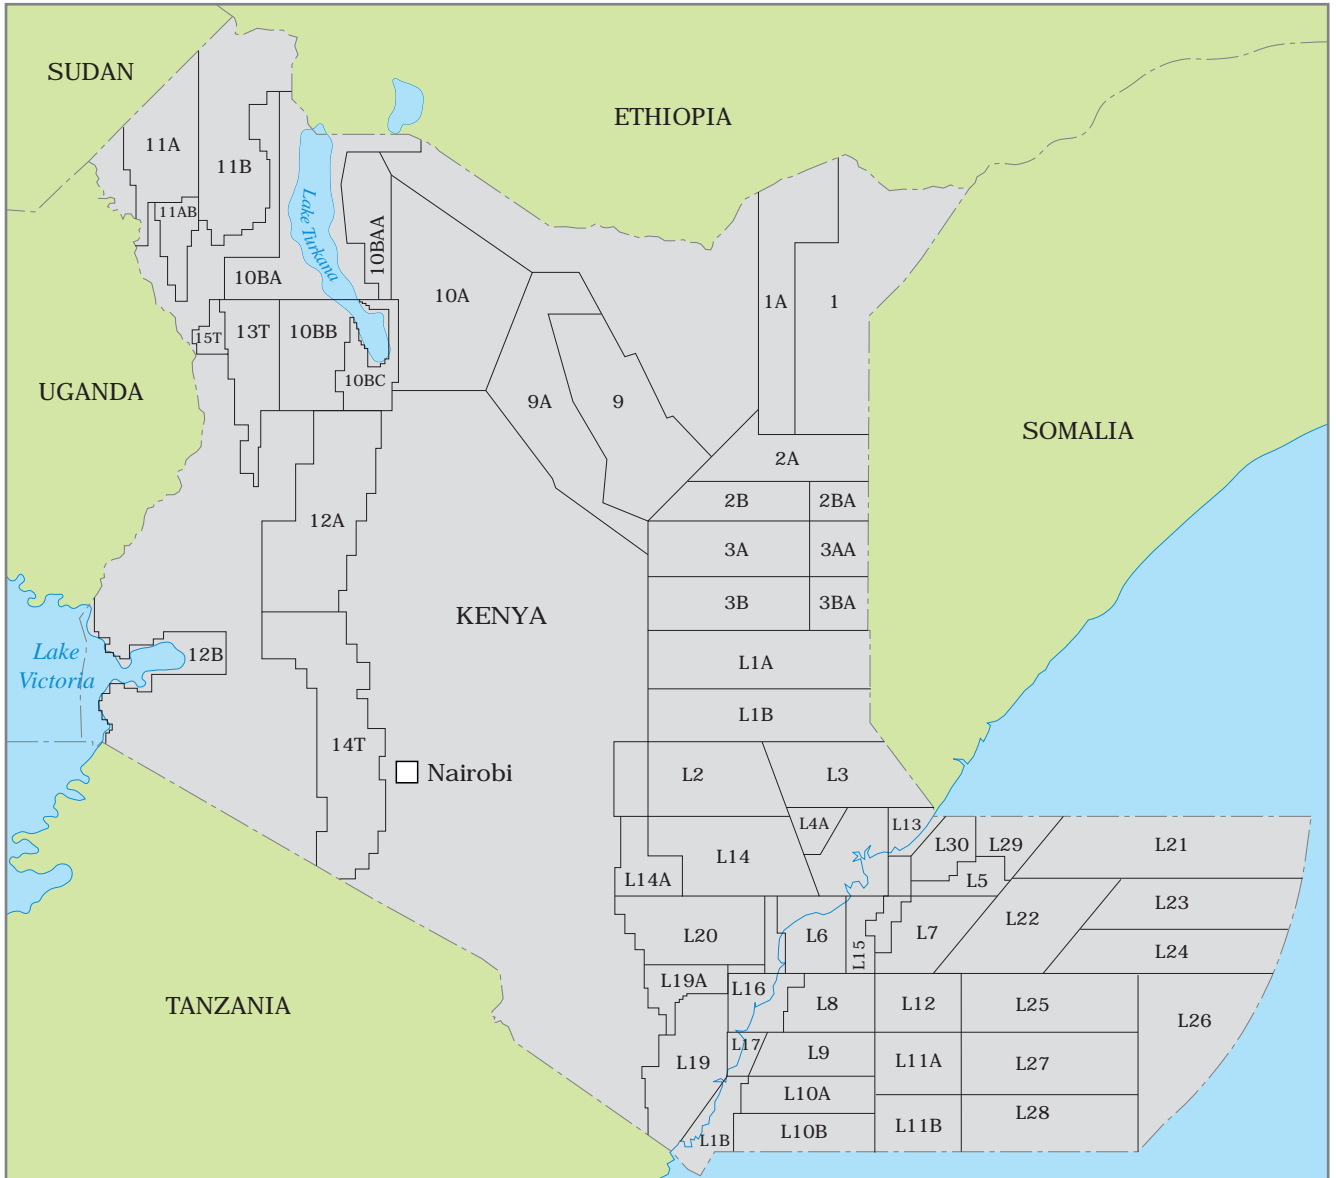 SUDAN
ETHIOPIA
11A
11B
11AB
Lake Turkana
10BAA
10BA
10A
1A
1
15T
13T
10BB
10BC
UGANDA
9A
9
SOMALIA
2A
2B
2BA
12A
3A
3AA
3B
3BA
KENYA
Lake
Victoria
12B
L1A
L1B
14T
Nairobi
L2
L3
L4A
L13
L30
L29
L21
L14
L14A
L5
L23
L22
L20
L6
L15
L7
L24
L19A
L16
L8
L12
L25
L26
TANZANIA
L17
L9
L11A
L27
L19
L10A
L28
L1B
L10B
L11B